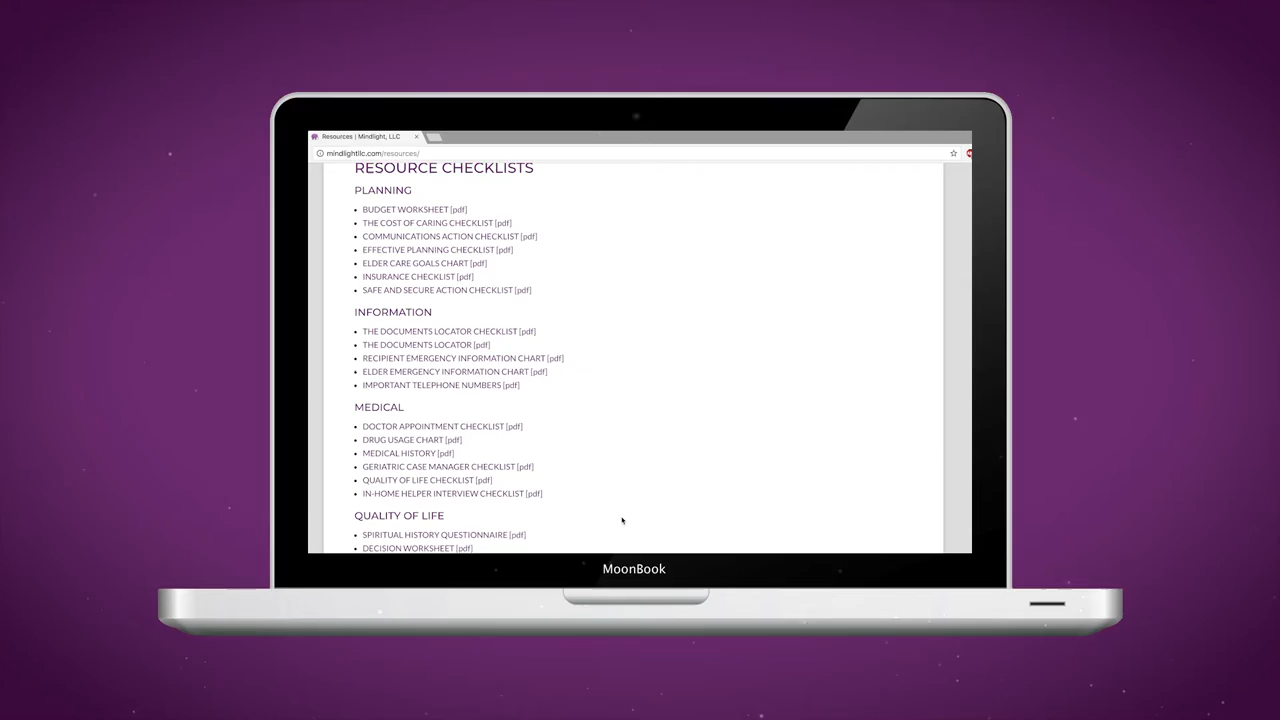 Resources | Mindlight, LLC
mindlightllc.com/resources/
RESOURCE CHECKLISTS
PLANNING
BUDGET WORKSHEET [pdf]
THE COST OF CARING CHECKLIST [pdf]
COMMUNICATIONS ACTION CHECKLIST [pdf]
EFFECTIVE PLANNING CHECKLIST [pdf]
ELDER CARE GOALS CHART [pdf]
INSURANCE CHECKLIST [pdf]
SAFE AND SECURE ACTION CHECKLIST [pdf]
INFORMATION
THE DOCUMENTS LOCATOR CHECKLIST [pdf]
THE DOCUMENTS LOCATOR [pdf]
RECIPIENT EMERGENCY INFORMATION CHART [pdf]
ELDER EMERGENCY INFORMATION CHART [pdf]
IMPORTANT TELEPHONE NUMBERS [pdf]
MEDICAL
DOCTOR APPOINTMENT CHECKLIST [pdf]
DRUG USAGE CHART [pdf]
MEDICAL HISTORY [pdf]
GERIATRIC CASE MANAGER CHECKLIST [pdf]
QUALITY OF LIFE CHECKLIST [pdf]
IN-HOME HELPER INTERVIEW CHECKLIST [pdf]
QUALITY OF LIFE
SPIRITUAL HISTORY QUESTIONNAIRE [pdf]
DECISION WORKSHEET [pdf]
MoonBook